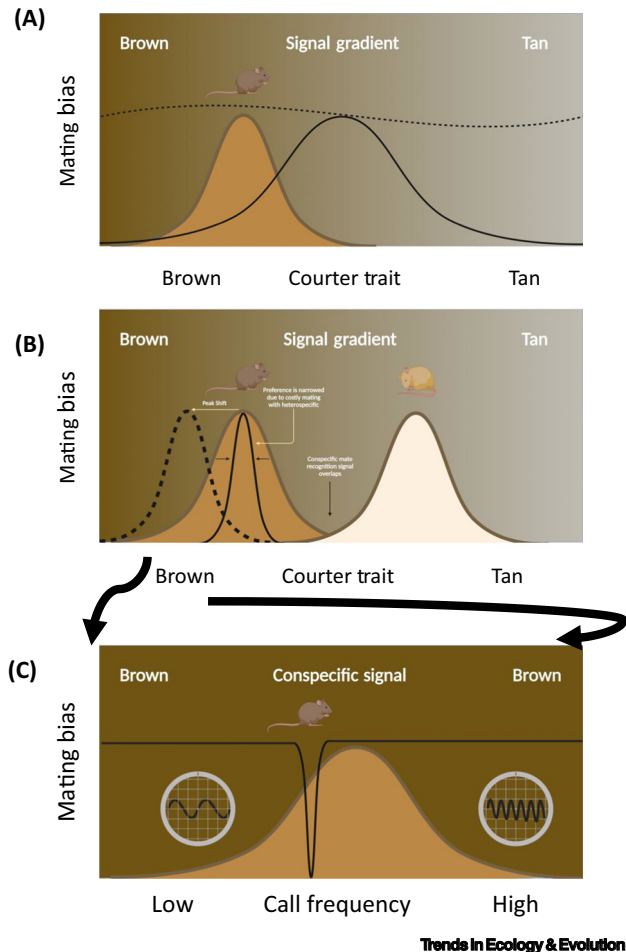 (A)
Brown Signal gradient Tan
Mating bias
Brown Courter trait Tan
(B)
Brown Signal gradient Tan
Preference is narrowed
due to costly mating
with heterospecific
Peak Shift
Conspecific mate
recognition signal
overlaps
Mating bias
Brown Courter trait Tan
(C)
Brown Conspecific signal Brown
Mating bias
Low Call frequency High
Trends in Ecology & Evolution